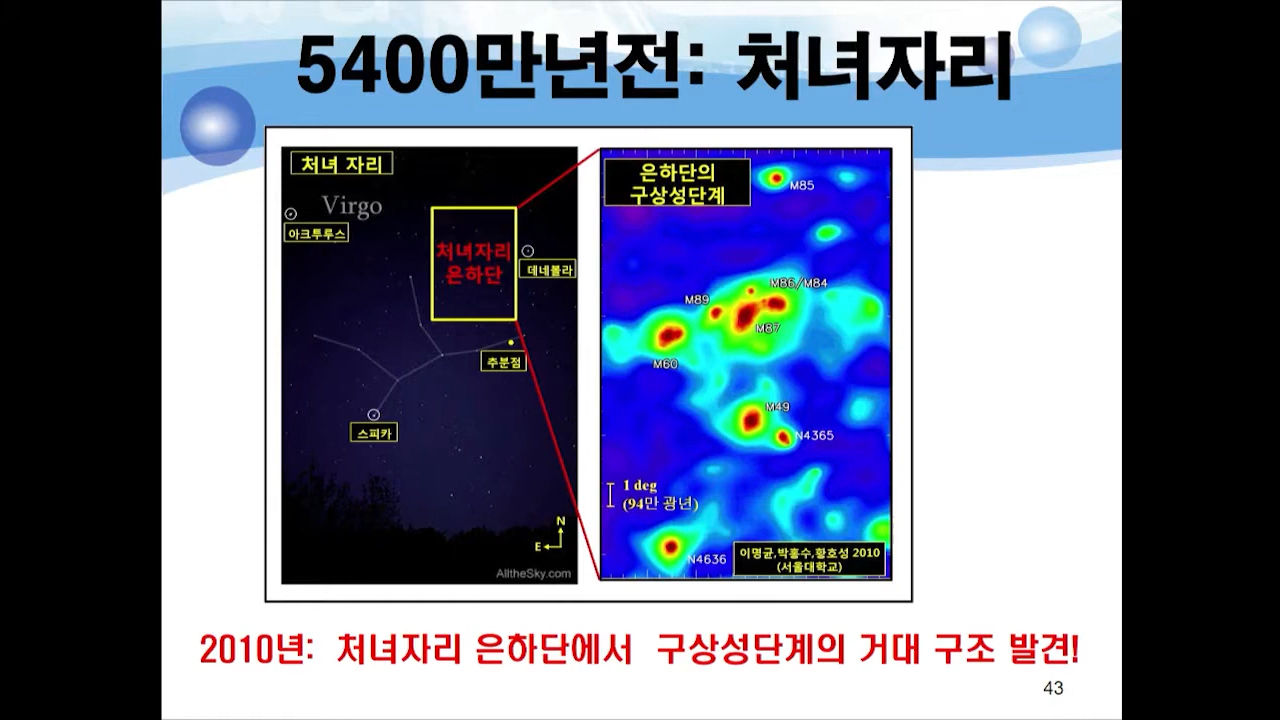 5400만년전: 처녀자리
처녀 자리
Virgo
아크투루스
처녀자리
은하단
데네볼라
추분점
스피카
N
E
AlltheSky.com
은하단의
구상성단계
M85
M86/M84
M89
M87
M60
M49
N4365
1 deg
(94만 광년)
N4636
이명균,박홍수,황호성 2010
(서울대학교)
2010년: 처녀자리 은하단에서 구상성단계의 거대 구조 발견!
43